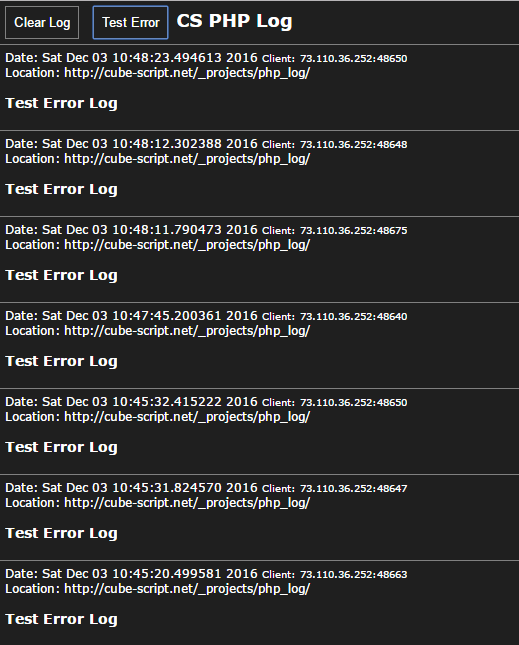 Clear Log Test Error CS PHP Log
Date: Sat Dec 03 10:48:23.494613 2016 Client: 73.110.36.252:48650
Location: http://cube-script.net/_projects/php_log/
Test Error Log
Date: Sat Dec 03 10:48:12.302388 2016 Client: 73.110.36.252:48648
Location: http://cube-script.net/_projects/php_log/
Test Error Log
Date: Sat Dec 03 10:48:11.790473 2016 Client: 73.110.36.252:48675
Location: http://cube-script.net/_projects/php_log/
Test Error Log
Date: Sat Dec 03 10:47:45.200361 2016 Client: 73.110.36.252:48640
Location: http://cube-script.net/_projects/php_log/
Test Error Log
Date: Sat Dec 03 10:45:32.415222 2016 Client: 73.110.36.252:48650
Location: http://cube-script.net/_projects/php_log/
Test Error Log
Date: Sat Dec 03 10:45:31.824570 2016 Client: 73.110.36.252:48647
Location: http://cube-script.net/_projects/php_log/
Test Error Log
Date: Sat Dec 03 10:45:20.499581 2016 Client: 73.110.36.252:48663
Location: http://cube-script.net/_projects/php_log/
Test Error Log